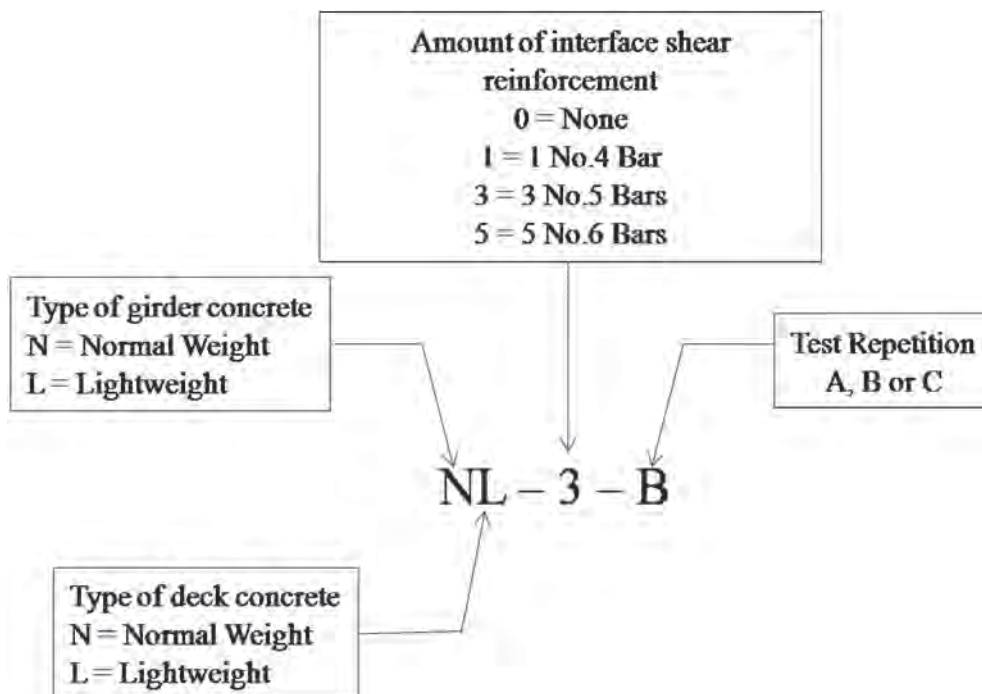 Amount of interface shear
reinforcement
0 = None
1 = 1 No.4 Bar
3 = 3 No.5 Bars
5 = 5 No.6 Bars
Type of girder concrete
N = Normal Weight
L = Lightweight
Test Repetition
A, B or C
NL – 3 – B
Type of deck concrete
N = Normal Weight
L = Lightweight